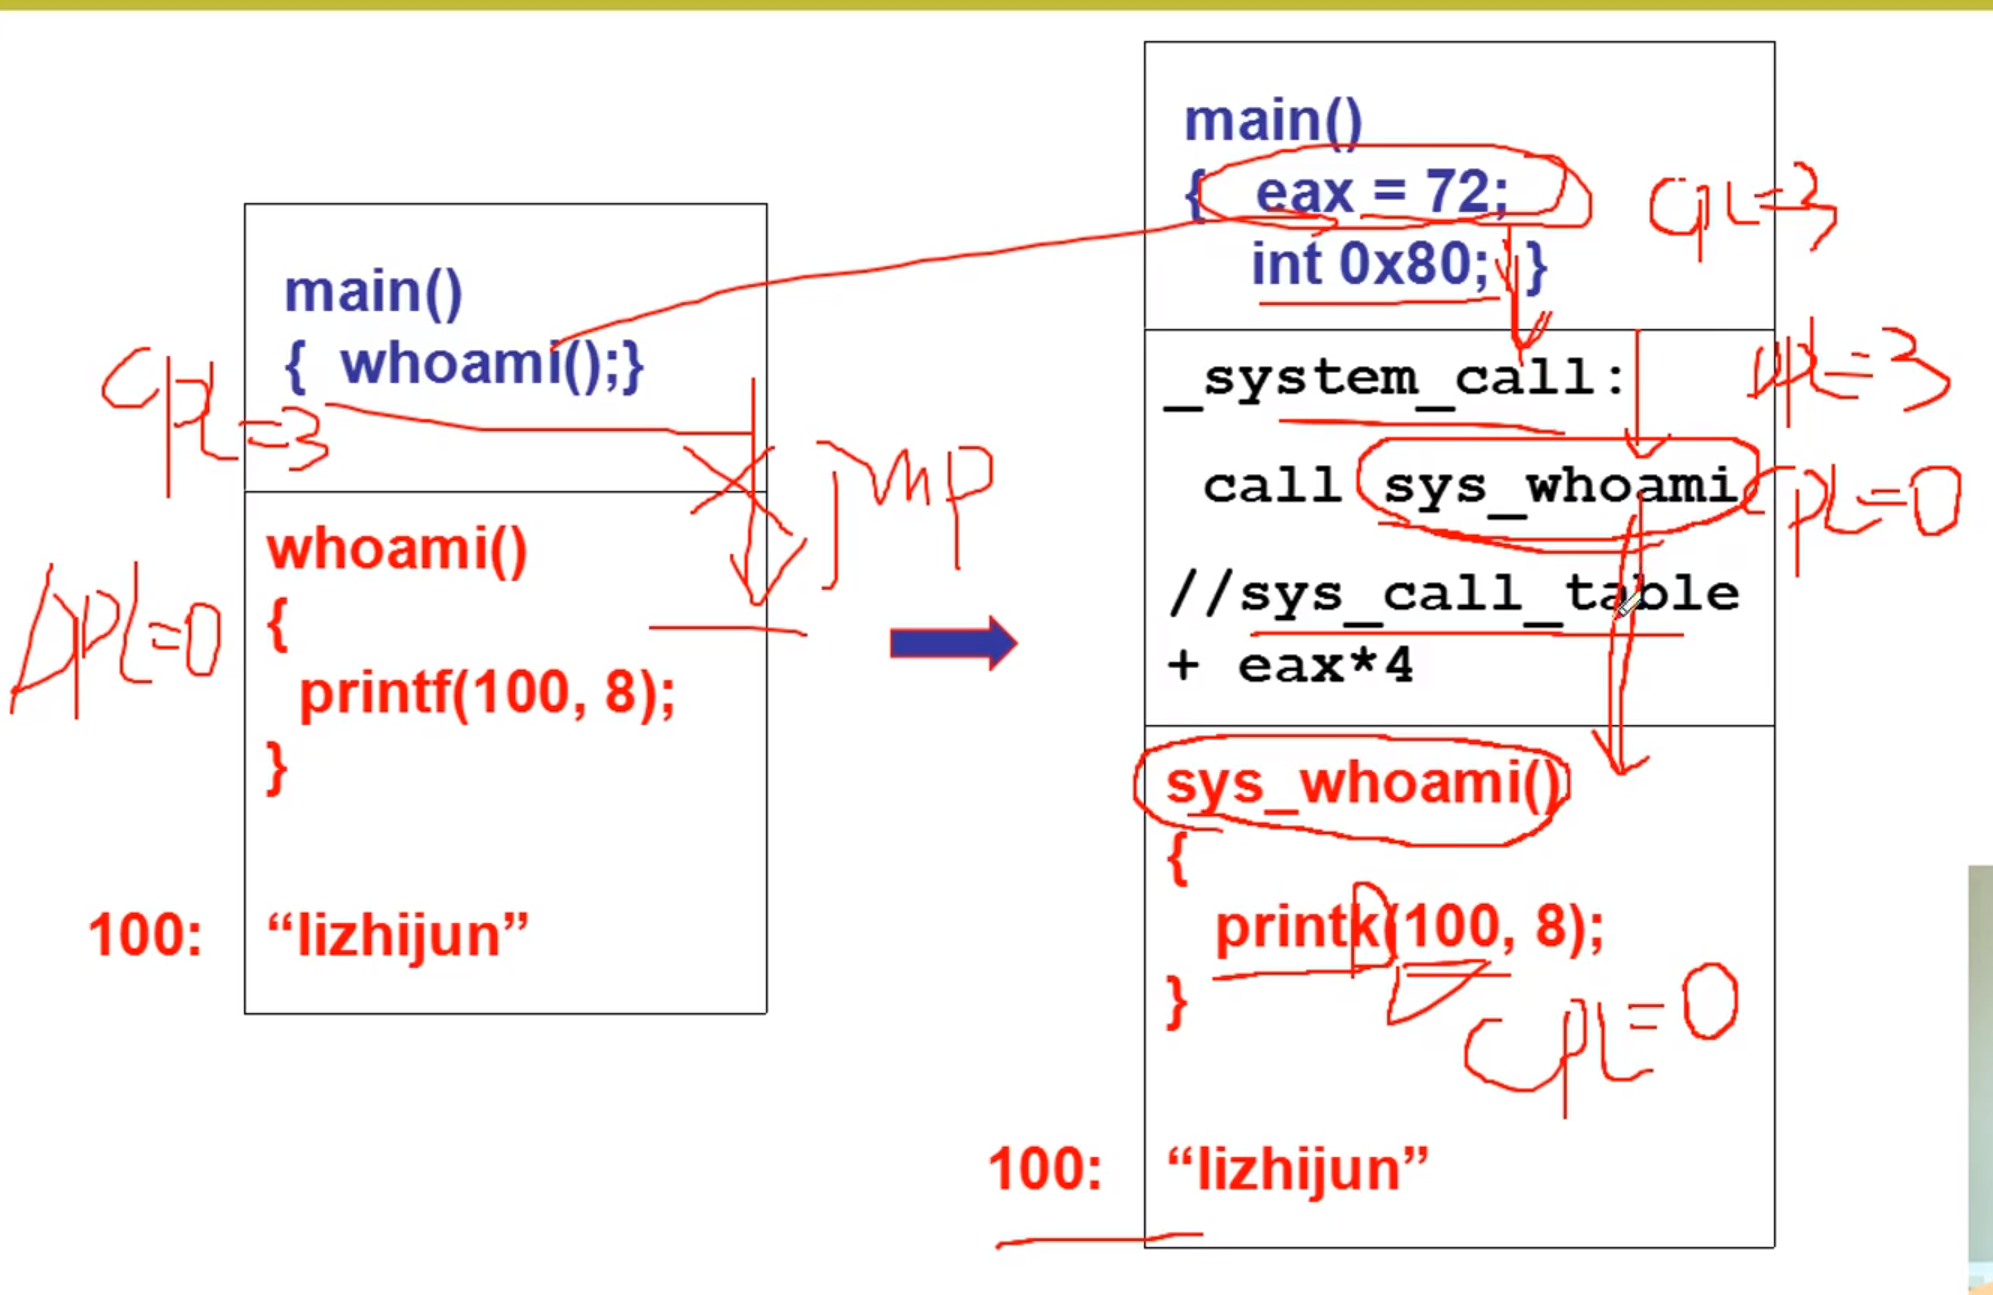 main()
{ whoami();}
cpl=3
jmp
whoami()
{
printf(100, 8);
}
Dpl=0
100: “lizhijun”
main()
{ eax = 72;
int 0x80; }
cpl=3
_system_call:
dpl=3
call sys_whoami
cpl=0
//sys_call_table
+ eax*4
sys_whoami()
{
printk(100, 8);
}
cpl=0
100: “lizhijun”